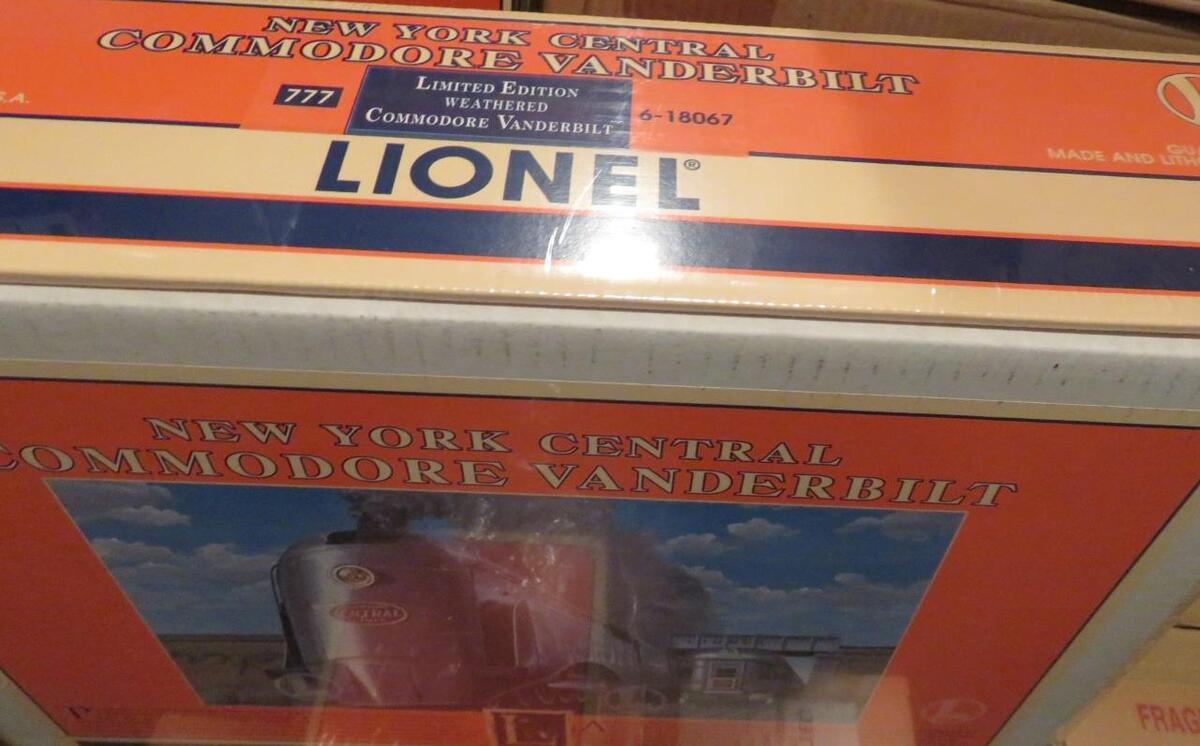 NEW YORK CENTRAL
COMMODORE VANDERBILT
777
LIMITED EDITION
WEATHERED
COMMODORE VANDERBILT
6-18067
MADE AND LITH
LIONEL®
NEW YORK CENTRAL
COMMODORE VANDERBILT
CENTRAL
FRAG